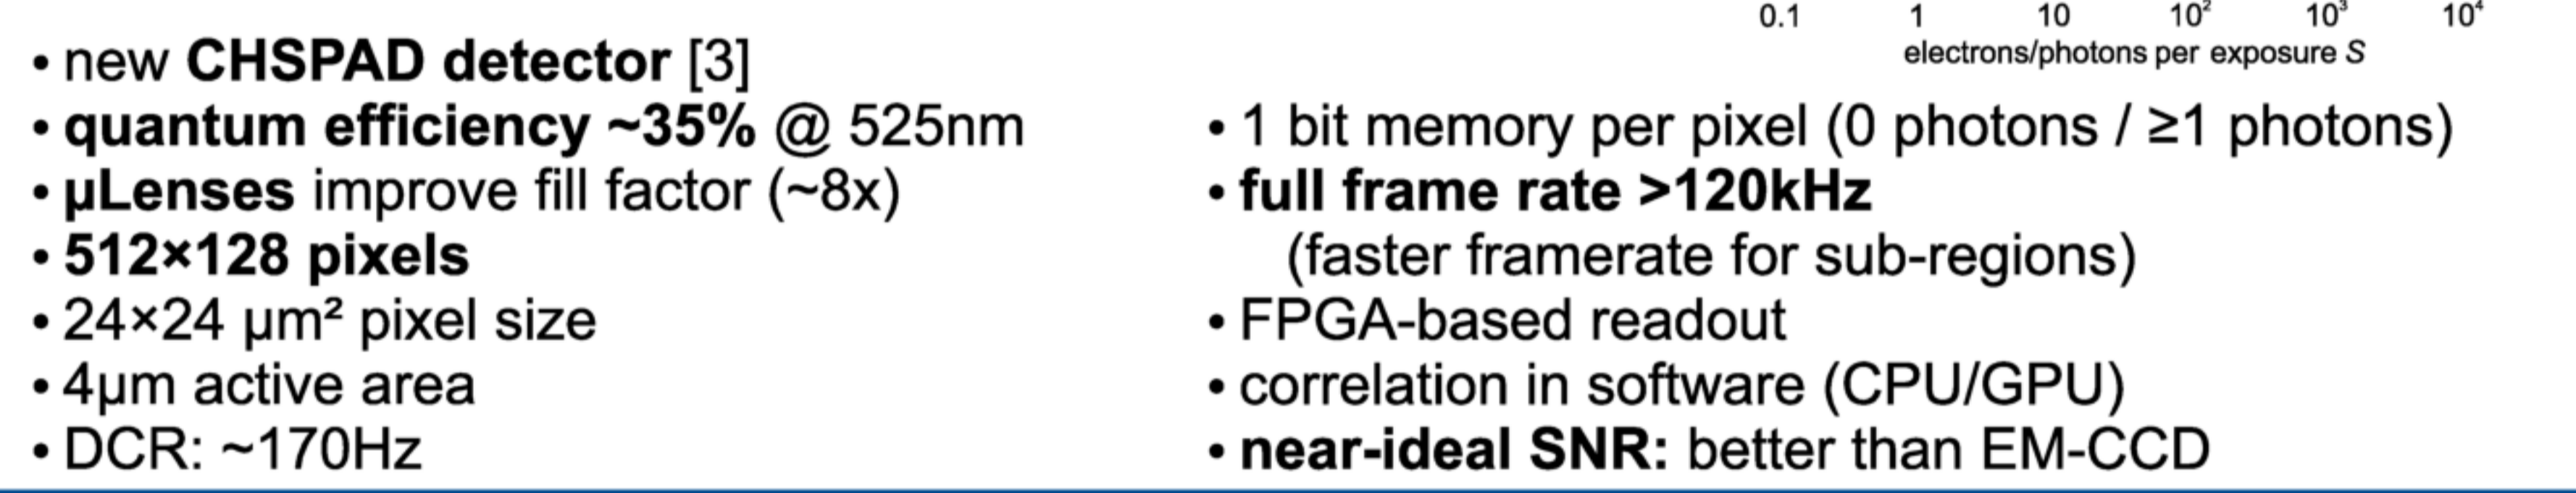 0.1 1 10 10² 10³ 10⁴
electrons/photons per exposure S
• new CHSPAD detector [3]
• quantum efficiency ~35% @ 525nm
• µLenses improve fill factor (~8x)
• 512×128 pixels
• 24×24 µm² pixel size
• 4µm active area
• DCR: ~170Hz
• 1 bit memory per pixel (0 photons / ≥1 photons)
• full frame rate >120kHz
(faster framerate for sub-regions)
• FPGA-based readout
• correlation in software (CPU/GPU)
• near-ideal SNR: better than EM-CCD